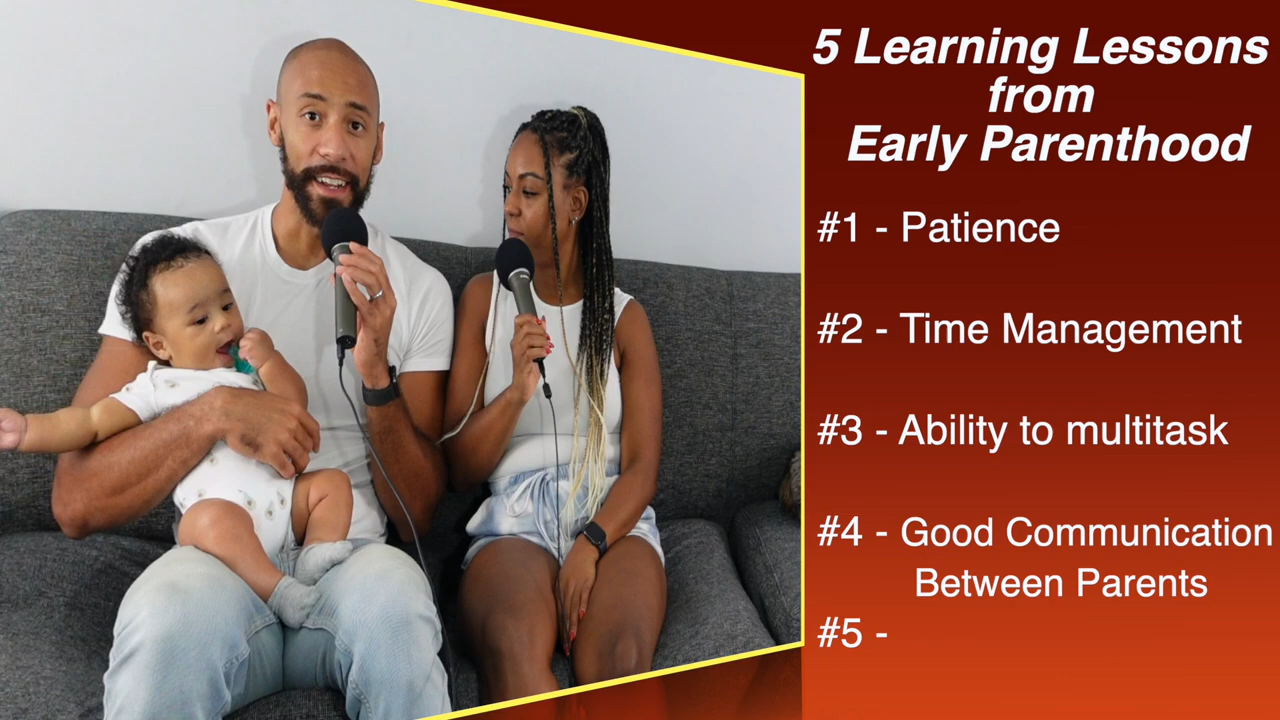 5 Learning Lessons
from
Early Parenthood
#1 - Patience
#2 - Time Management
#3 - Ability to multitask
#4 - Good Communication
Between Parents
#5 -